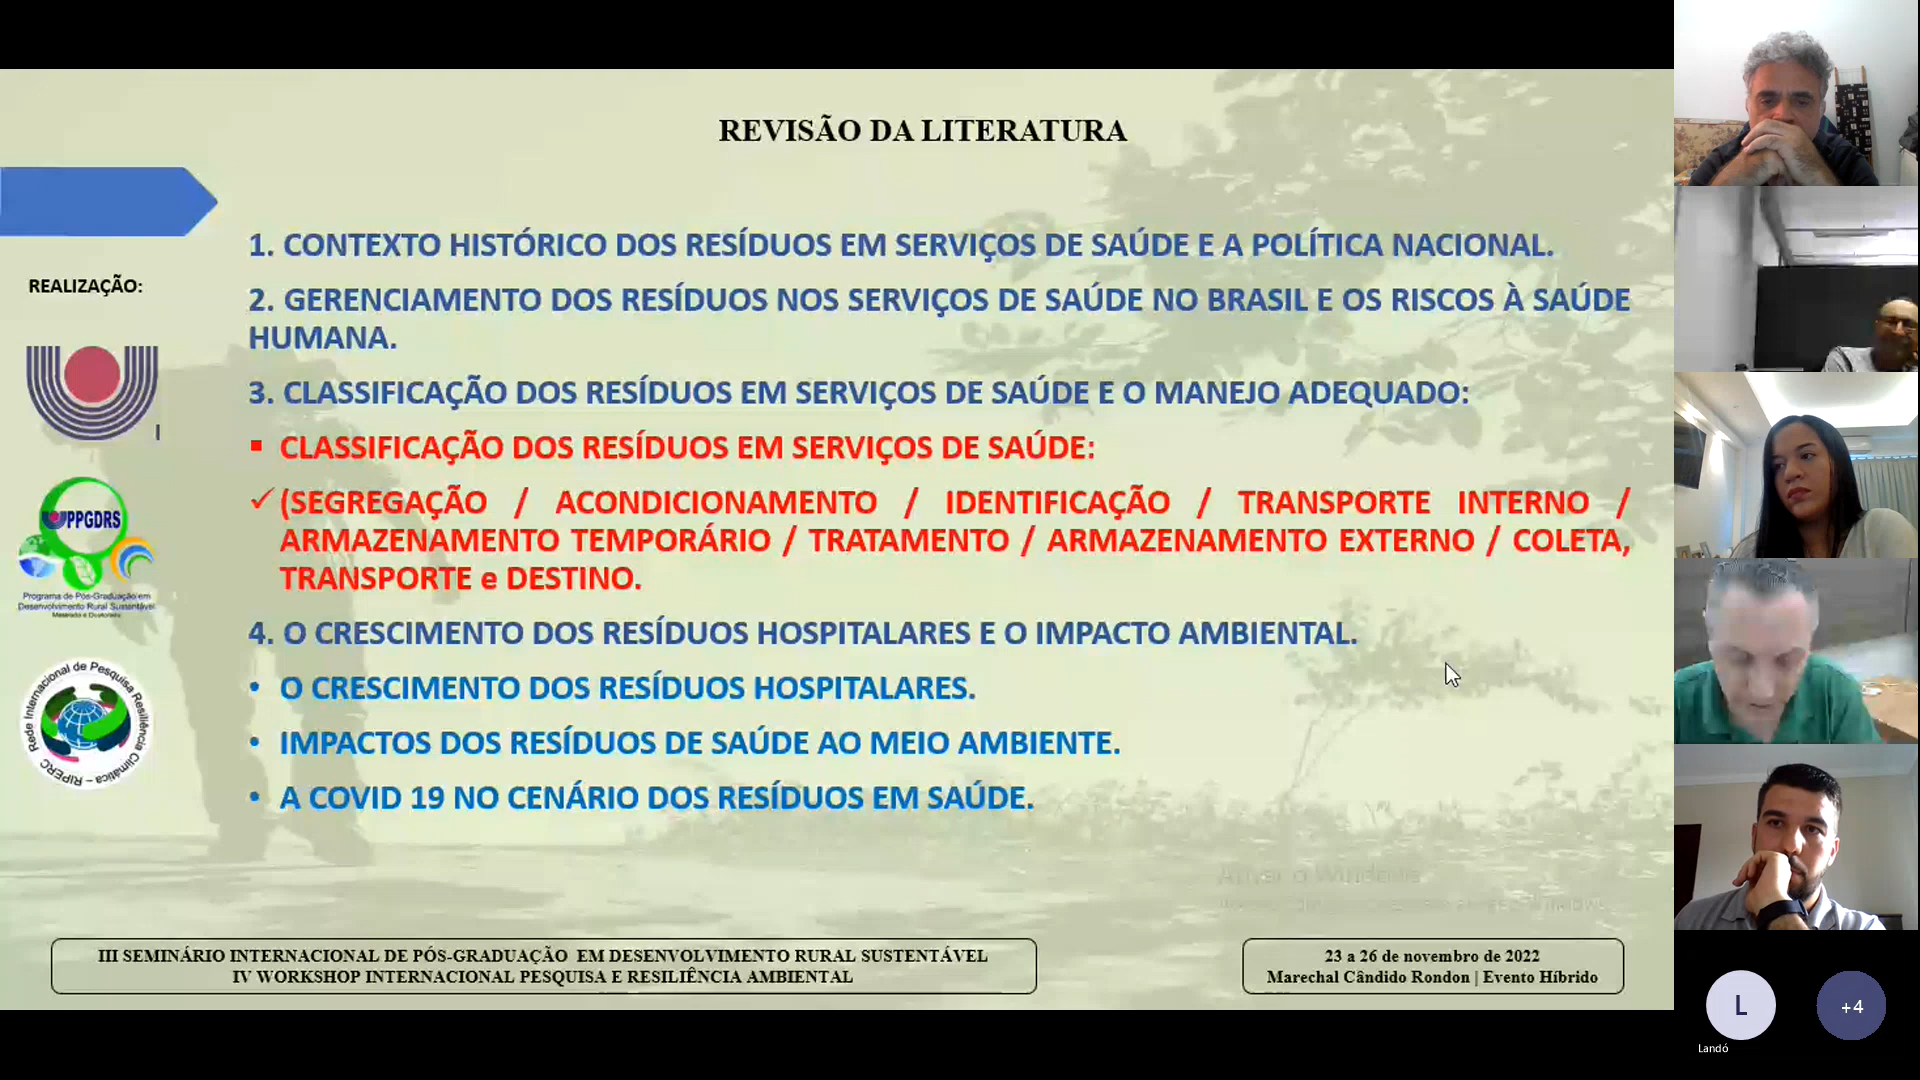 REVISÃO DA LITERATURA
REALIZAÇÃO:
1. CONTEXTO HISTÓRICO DOS RESÍDUOS EM SERVIÇOS DE SAÚDE E A POLÍTICA NACIONAL.
2. GERENCIAMENTO DOS RESÍDUOS NOS SERVIÇOS DE SAÚDE NO BRASIL E OS RISCOS À SAÚDE
HUMANA.
3. CLASSIFICAÇÃO DOS RESÍDUOS EM SERVIÇOS DE SAÚDE E O MANEJO ADEQUADO:
▪ CLASSIFICAÇÃO DOS RESÍDUOS EM SERVIÇOS DE SAÚDE:
✓ (SEGREGAÇÃO / ACONDICIONAMENTO / IDENTIFICAÇÃO / TRANSPORTE INTERNO /
ARMAZENAMENTO TEMPORÁRIO / TRATAMENTO / ARMAZENAMENTO EXTERNO / COLETA,
TRANSPORTE e DESTINO.
4. O CRESCIMENTO DOS RESÍDUOS HOSPITALARES E O IMPACTO AMBIENTAL.
• O CRESCIMENTO DOS RESÍDUOS HOSPITALARES.
• IMPACTOS DOS RESÍDUOS DE SAÚDE AO MEIO AMBIENTE.
• A COVID 19 NO CENÁRIO DOS RESÍDUOS EM SAÚDE.
PPGDRS
Programa de Pós-Graduação em
Desenvolvimento Rural Sustentável
Mestrado e Doutorado
Rede Internacional de Pesquisa Resiliência Climática – RIPERC
Ativar o Windows
III SEMINÁRIO INTERNACIONAL DE PÓS-GRADUAÇÃO EM DESENVOLVIMENTO RURAL SUSTENTÁVEL
IV WORKSHOP INTERNACIONAL PESQUISA E RESILIÊNCIA AMBIENTAL
23 a 26 de novembro de 2022
Marechal Cândido Rondon | Evento Híbrido
L
+4
Landó